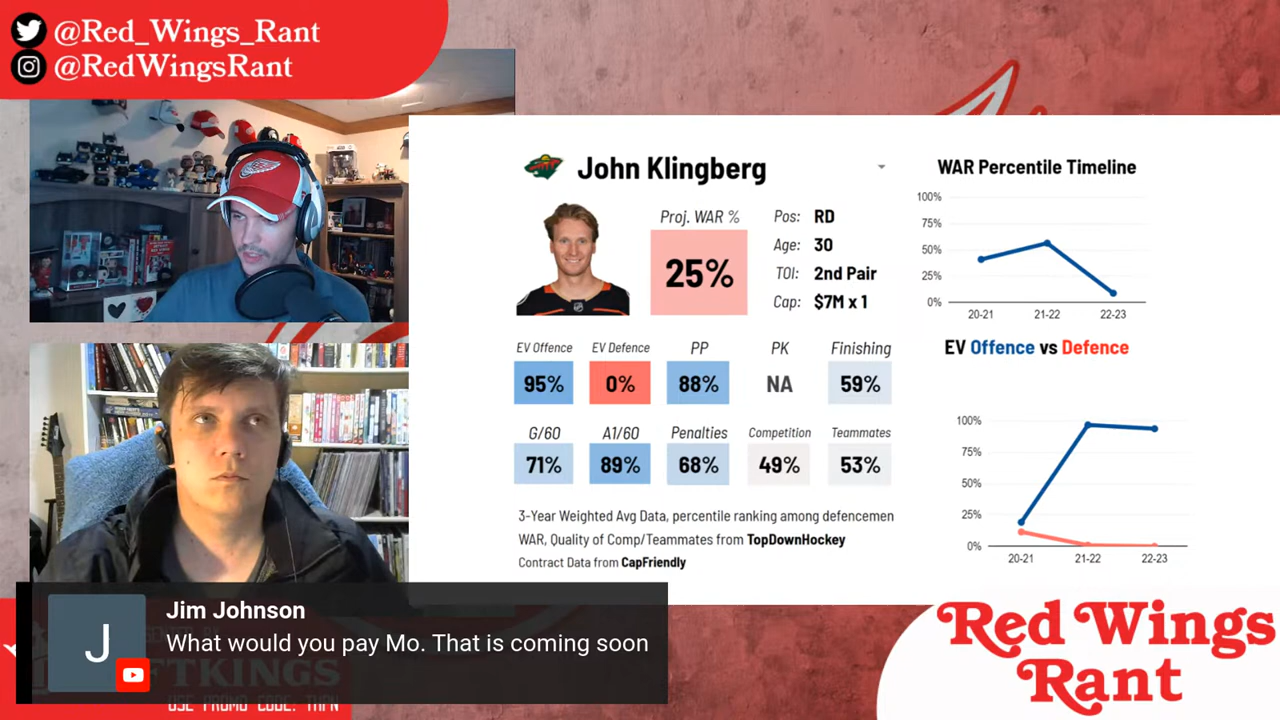 @Red_Wings_Rant
@RedWingsRant
John Klingberg
Proj. WAR %
25%
Pos: RD
Age: 30
TOI: 2nd Pair
Cap: $7M x 1
EV Offence EV Defence PP PK Finishing
95% 0% 88% NA 59%
G/60 A1/60 Penalties Competition Teammates
71% 89% 68% 49% 53%
3-Year Weighted Avg Data, percentile ranking among defencemen
WAR, Quality of Comp/Teammates from TopDownHockey
Contract Data from CapFriendly
WAR Percentile Timeline
100%
75%
50%
25%
0%
20-21 21-22 22-23
EV Offence vs Defence
100%
75%
50%
25%
0%
20-21 21-22 22-23
J
Jim Johnson
What would you pay Mo. That is coming soon
FTKINGS
USE PROMO CODE: THPN
Red Wings
Rant